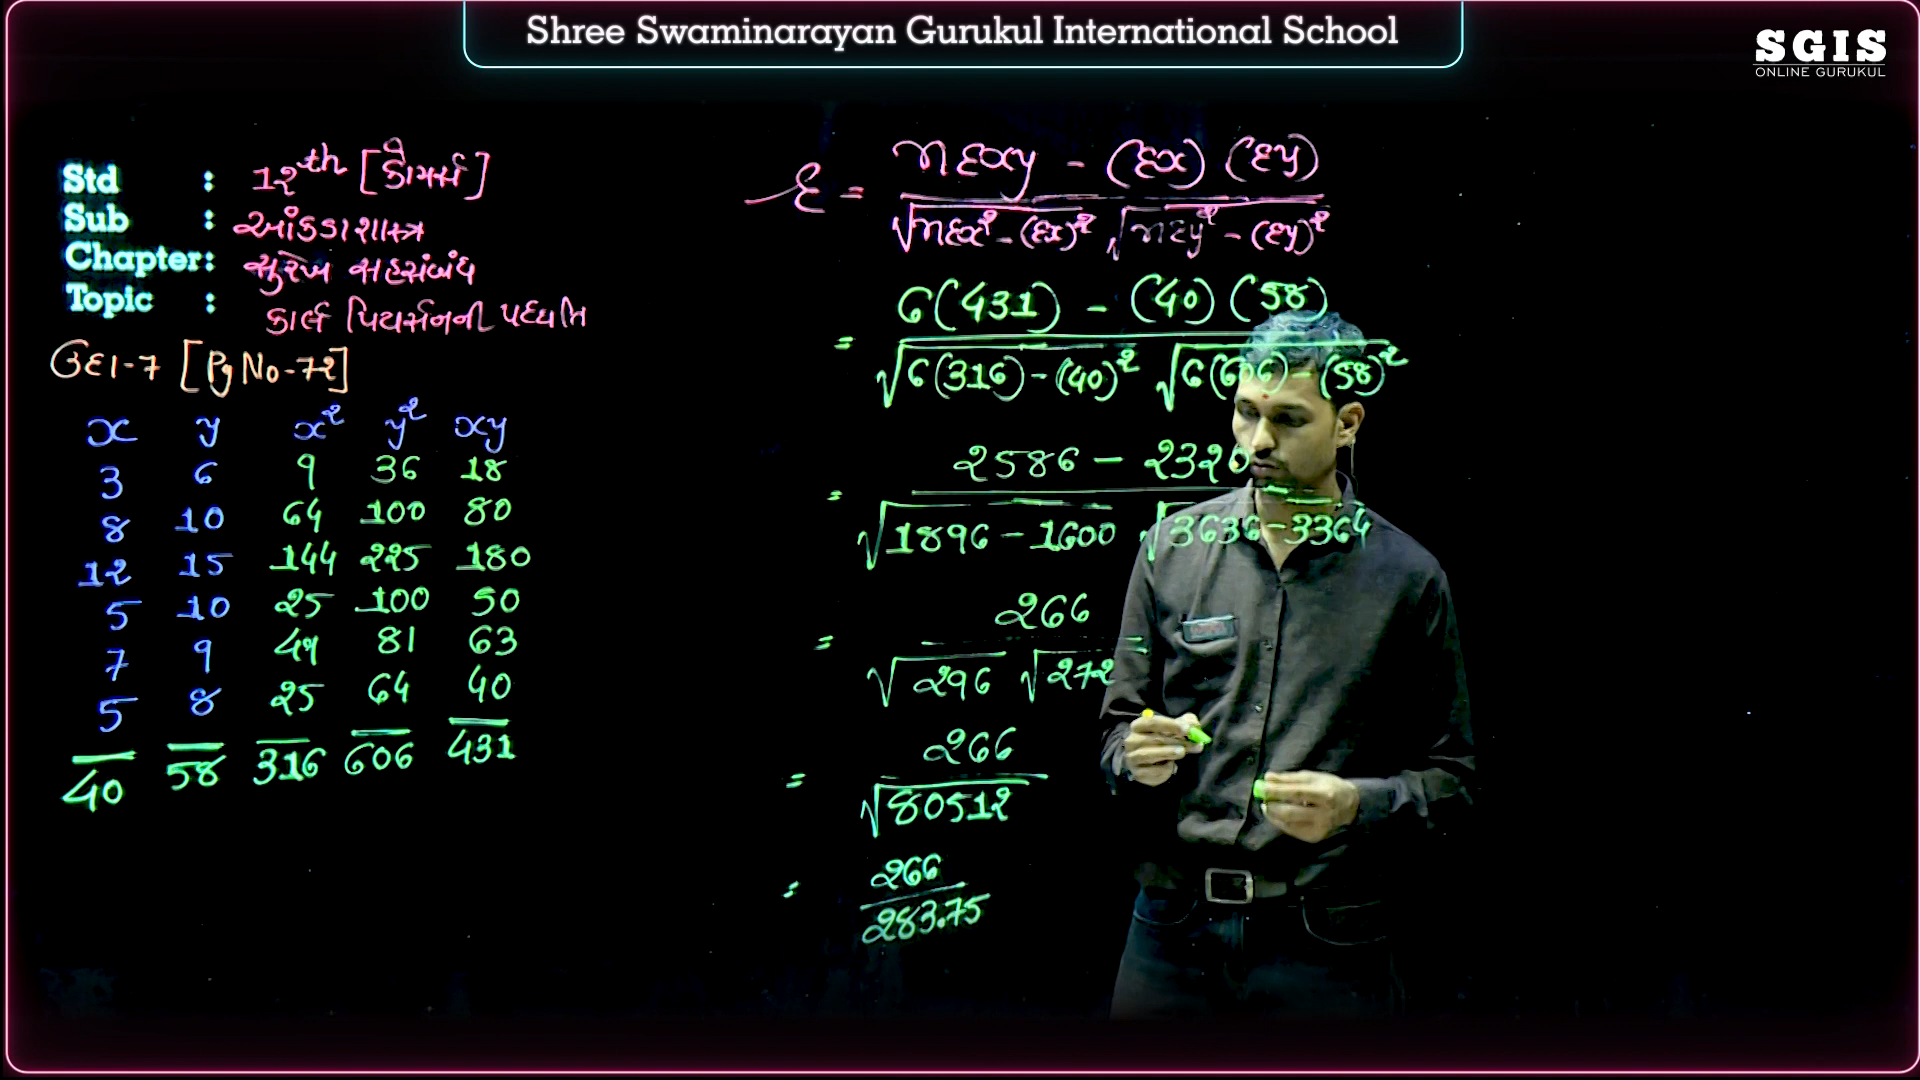 Shree Swaminarayan Gurukul International School
SGIS
ONLINE GURUKUL
Std : 12th [કૉમર્સ]
Sub : આંકડાશાસ્ત્ર
Chapter: સુરેખ સહસંબંધ
Topic : કાર્લ પિયર્સનની પદ્ધતિ
ઉદા-7 [Pg No-72]
x y x² y² xy
3 6 9 36 18
8 10 64 100 80
12 15 144 225 180
5 10 25 100 50
7 9 49 81 63
5 8 25 64 40
40 58 316 606 431
r = nΣxy - (Σx) (Σy)
√nΣx² - (Σx)² √nΣy² - (Σy)²
= 6(431) - (40) (58)
√6(316) - (40)² √6(606) - (58)²
= 2586 - 2320
√1896 - 1600 √3636 - 3364
= 266
√296 √272
= 266
√80512
= 266
283.75